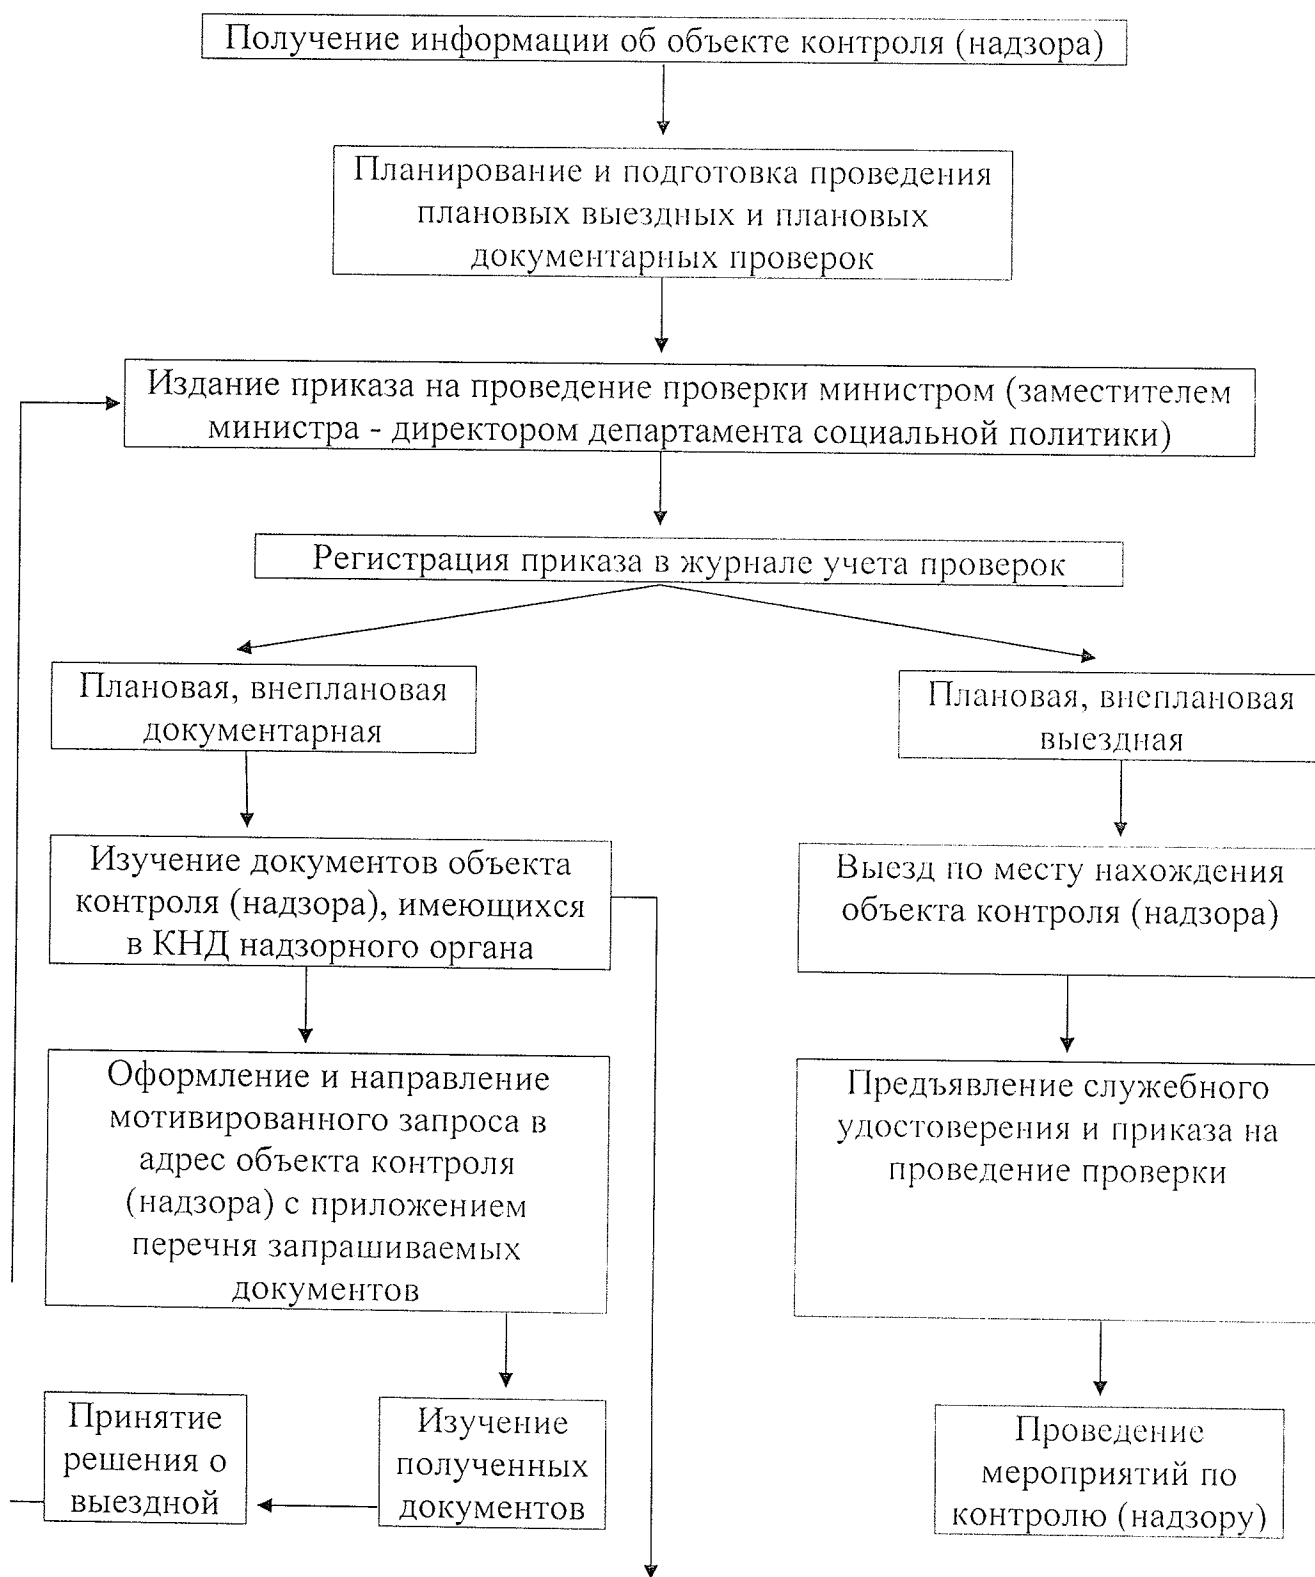 Получение информации об объекте контроля (надзора)
Планирование и подготовка проведения
плановых выездных и плановых
документарных проверок
Издание приказа на проведение проверки министром (заместителем
министра - директором департамента социальной политики)
Регистрация приказа в журнале учета проверок
Плановая, внеплановая
документарная
Плановая, внеплановая
выездная
Изучение документов объекта
контроля (надзора), имеющихся
в КНД надзорного органа
Выезд по месту нахождения
объекта контроля (надзора)
Оформление и направление
мотивированного запроса в
адрес объекта контроля
(надзора) с приложением
перечня запрашиваемых
документов
Предъявление служебного
удостоверения и приказа на
проведение проверки
Принятие
решения о
выездной
Изучение
полученных
документов
Проведение
мероприятий по
контролю (надзору)